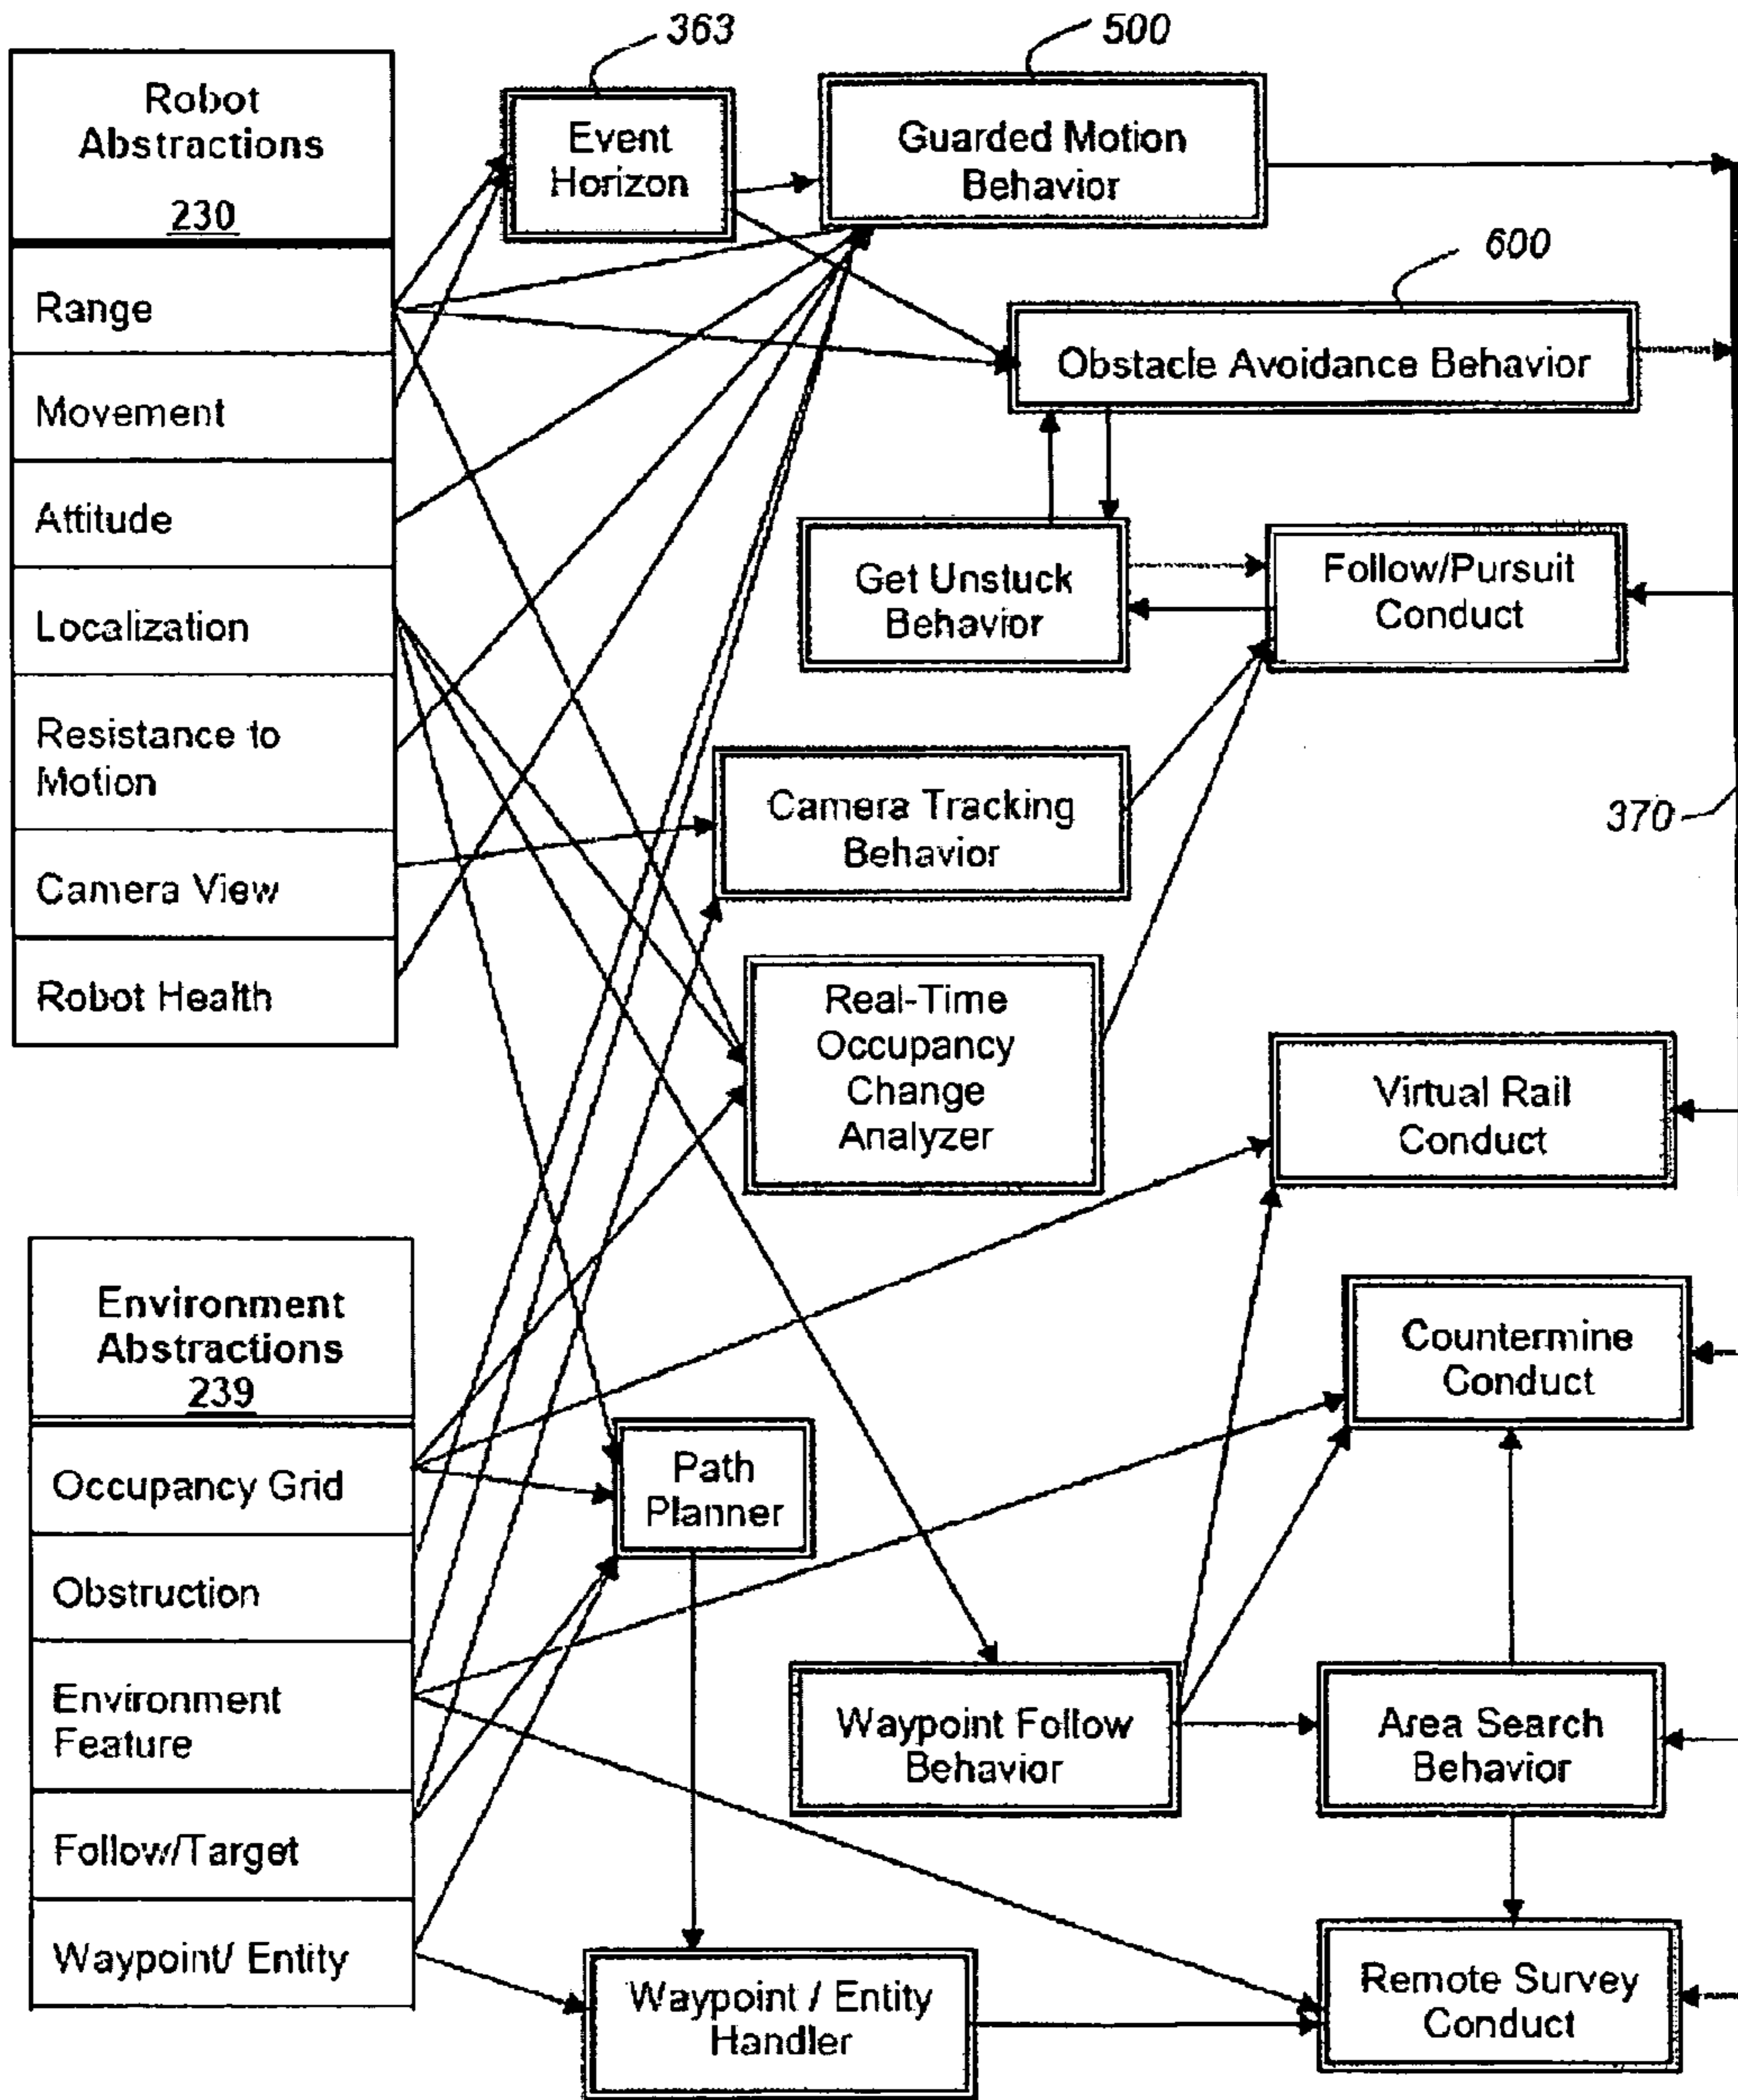 363
500
Robot
Abstractions
230
Event
Horizon
Guarded Motion
Behavior
600
Range
Obstacle Avoidance Behavior
Movement
Attitude
Get Unstuck
Behavior
Follow/Pursuit
Conduct
Localization
Resistance to
Motion
Camera Tracking
Behavior
370
Camera View
Robot Health
Real-Time
Occupancy
Change
Analyzer
Virtual Rail
Conduct
Environment
Abstractions
239
Countermine
Conduct
Occupancy Grid
Path
Planner
Obstruction
Environment
Feature
Waypoint Follow
Behavior
Area Search
Behavior
Follow/Target
Waypoint/ Entity
Waypoint / Entity
Handler
Remote Survey
Conduct